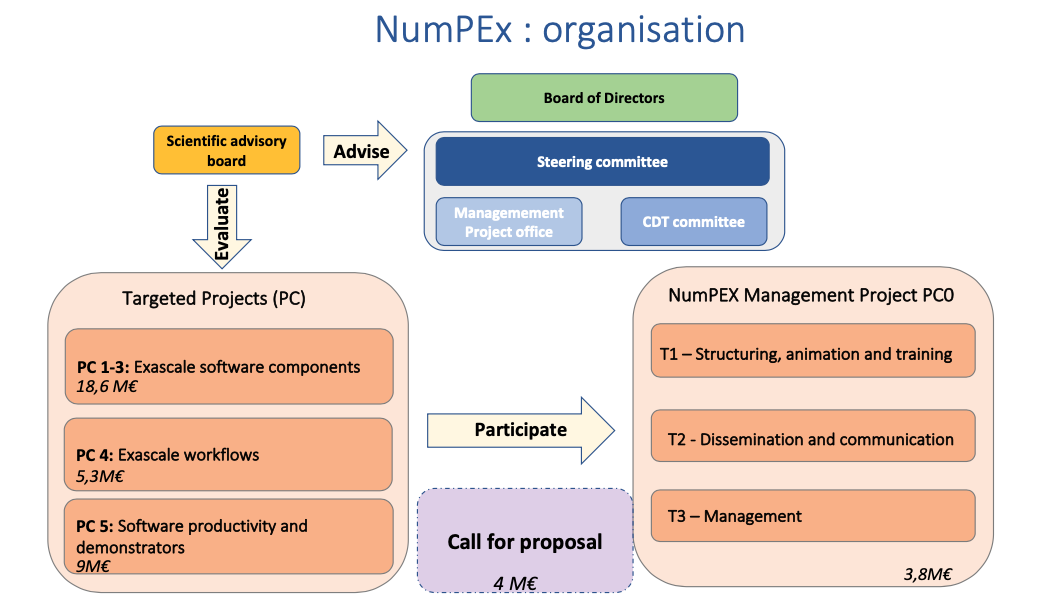 NumPEx : organisation
Board of Directors
Scientific advisory
board
Advise
Steering committee
Managemement
Project office
CDT committee
Evaluate
Targeted Projects (PC)
PC 1-3: Exascale software components
18,6 M€
PC 4: Exascale workflows
5,3M€
PC 5: Software productivity and
demonstrators
9M€
Participate
Call for proposal
4 M€
NumPEX Management Project PC0
T1 – Structuring, animation and training
T2 - Dissemination and communication
T3 – Management
3,8M€